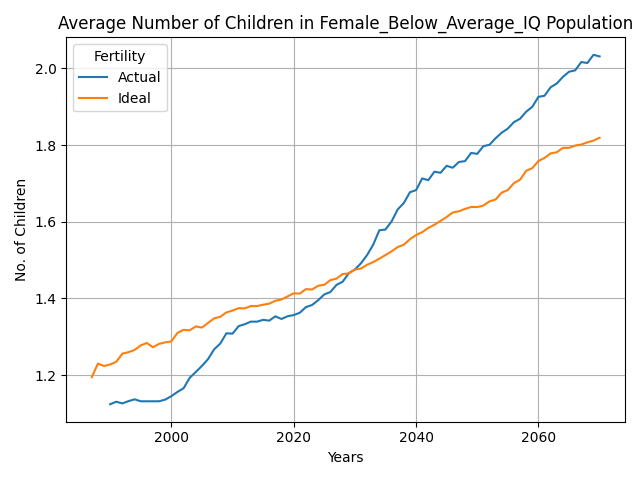 Average Number of Children in Female_Below_Average_IQ Population
Fertility
Actual
Ideal
No. of Children
2.0
1.8
1.6
1.4
1.2
2000 2020 2040 2060
Years